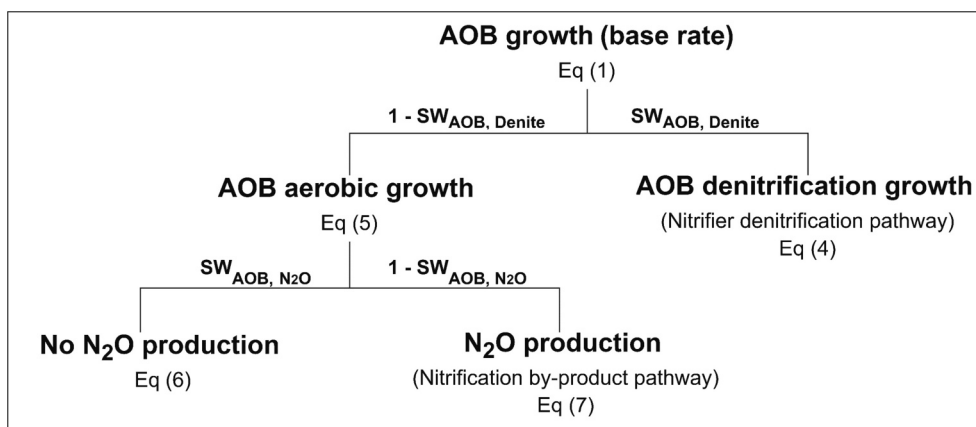 AOB growth (base rate)
Eq (1)
1 - SW_AOB, Denite
SW_AOB, Denite
AOB aerobic growth
Eq (5)
AOB denitrification growth
(Nitrifier denitrification pathway)
Eq (4)
SW_AOB, N2O
1 - SW_AOB, N2O
No N₂O production
Eq (6)
N₂O production
(Nitrification by-product pathway)
Eq (7)